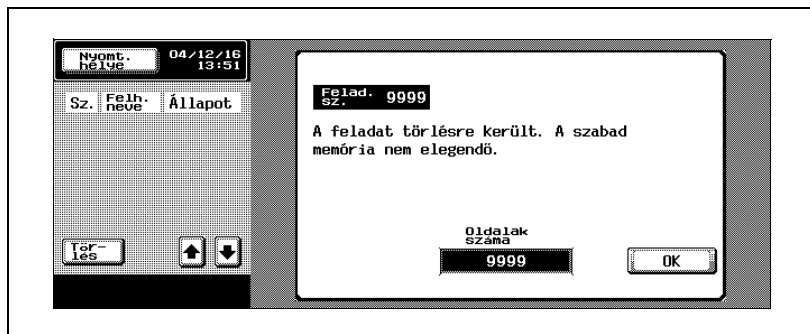 Nyomt.
helye
04/12/16
13:51
Sz. Felh.
neve Állapot
Felad.
sz. 9999
A feladat törlésre került. A szabad
memória nem elegendő.
Oldalak
száma
9999
Tör-
lés
OK